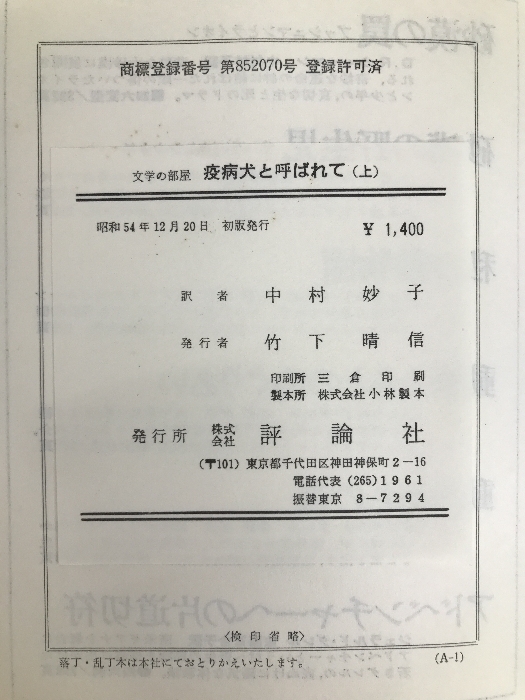 商標登録番号 第852070号 登録許可済
文学の部屋 疫病犬と呼ばれて(上)
昭和54年12月20日 初版発行 ¥ 1,400
訳者 中村妙子
発行者 竹下晴信
印刷所 三倉印刷
製本所 株式会社小林製本
発行所 株式会社 評論社
(〒101) 東京都千代田区神田神保町2-16
電話代表 (265)1961
振替東京 8-7294
〈検印省略〉
落丁・乱丁本は本社にておとりかえいたします。 (A-1)